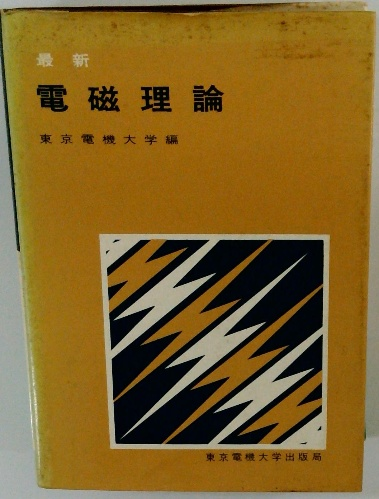 最新
電磁理論
東京電機大学編
東京電機大学出版局